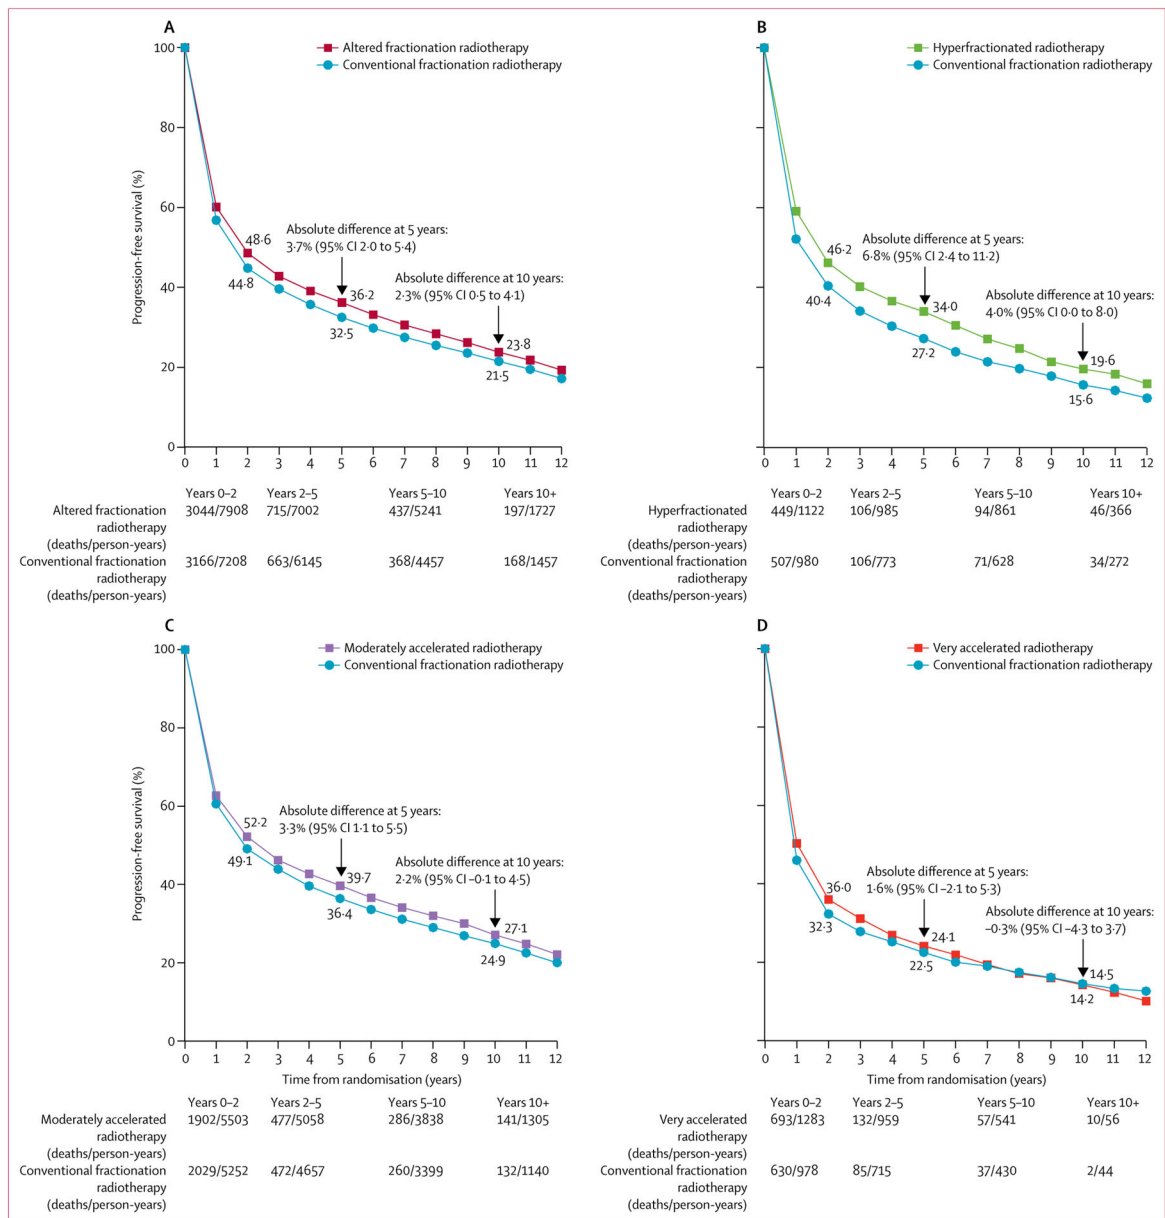 A
Altered fractionation radiotherapy
Conventional fractionation radiotherapy
Progression-free survival (%)
100
80
60
40
20
0
48·6
44·8
Absolute difference at 5 years:
3·7% (95% CI 2·0 to 5·4)
36·2
32·5
Absolute difference at 10 years:
2·3% (95% CI 0·5 to 4·1)
23·8
21·5
0 1 2 3 4 5 6 7 8 9 10 11 12
Years 0–2 Years 2–5 Years 5–10 Years 10+
Altered fractionation 3044/7908 715/7002 437/5241 197/1727
radiotherapy
(deaths/person-years)
Conventional fractionation 3166/7208 663/6145 368/4457 168/1457
radiotherapy
(deaths/person-years)
B
Hyperfractionated radiotherapy
Conventional fractionation radiotherapy
46·2
40·4
Absolute difference at 5 years:
6·8% (95% CI 2·4 to 11·2)
34·0
27·2
Absolute difference at 10 years:
4·0% (95% CI 0·0 to 8·0)
19·6
15·6
0 1 2 3 4 5 6 7 8 9 10 11 12
Years 0–2 Years 2–5 Years 5–10 Years 10+
Hyperfractionated 449/1122 106/985 94/861 46/366
radiotherapy
(deaths/person-years)
Conventional fractionation 507/980 106/773 71/628 34/272
radiotherapy
(deaths/person-years)
C
Moderately accelerated radiotherapy
Conventional fractionation radiotherapy
Progression-free survival (%)
100
80
60
40
20
0
52·2
49·1
Absolute difference at 5 years:
3·3% (95% CI 1·1 to 5·5)
39·7
36·4
Absolute difference at 10 years:
2·2% (95% CI –0·1 to 4·5)
27·1
24·9
0 1 2 3 4 5 6 7 8 9 10 11 12
Time from randomisation (years)
Years 0–2 Years 2–5 Years 5–10 Years 10+
Moderately accelerated 1902/5503 477/5058 286/3838 141/1305
radiotherapy
(deaths/person-years)
Conventional fractionation 2029/5252 472/4657 260/3399 132/1140
radiotherapy
(deaths/person-years)
D
Very accelerated radiotherapy
Conventional fractionation radiotherapy
36·0
32·3
Absolute difference at 5 years:
1·6% (95% CI –2·1 to 5·3)
24·1
22·5
Absolute difference at 10 years:
–0·3% (95% CI –4·3 to 3·7)
14·5
14·2
0 1 2 3 4 5 6 7 8 9 10 11 12
Time from randomisation (years)
Years 0–2 Years 2–5 Years 5–10 Years 10+
Very accelerated 693/1283 132/959 57/541 10/56
radiotherapy
(deaths/person-years)
Conventional fractionation 630/978 85/715 37/430 2/44
radiotherapy
(deaths/person-years)